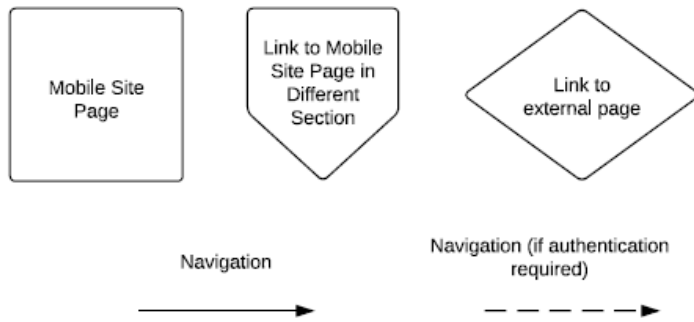 Mobile Site
Page
Link to Mobile
Site Page in
Different
Section
Link to
external page
Navigation
Navigation (if authentication
required)